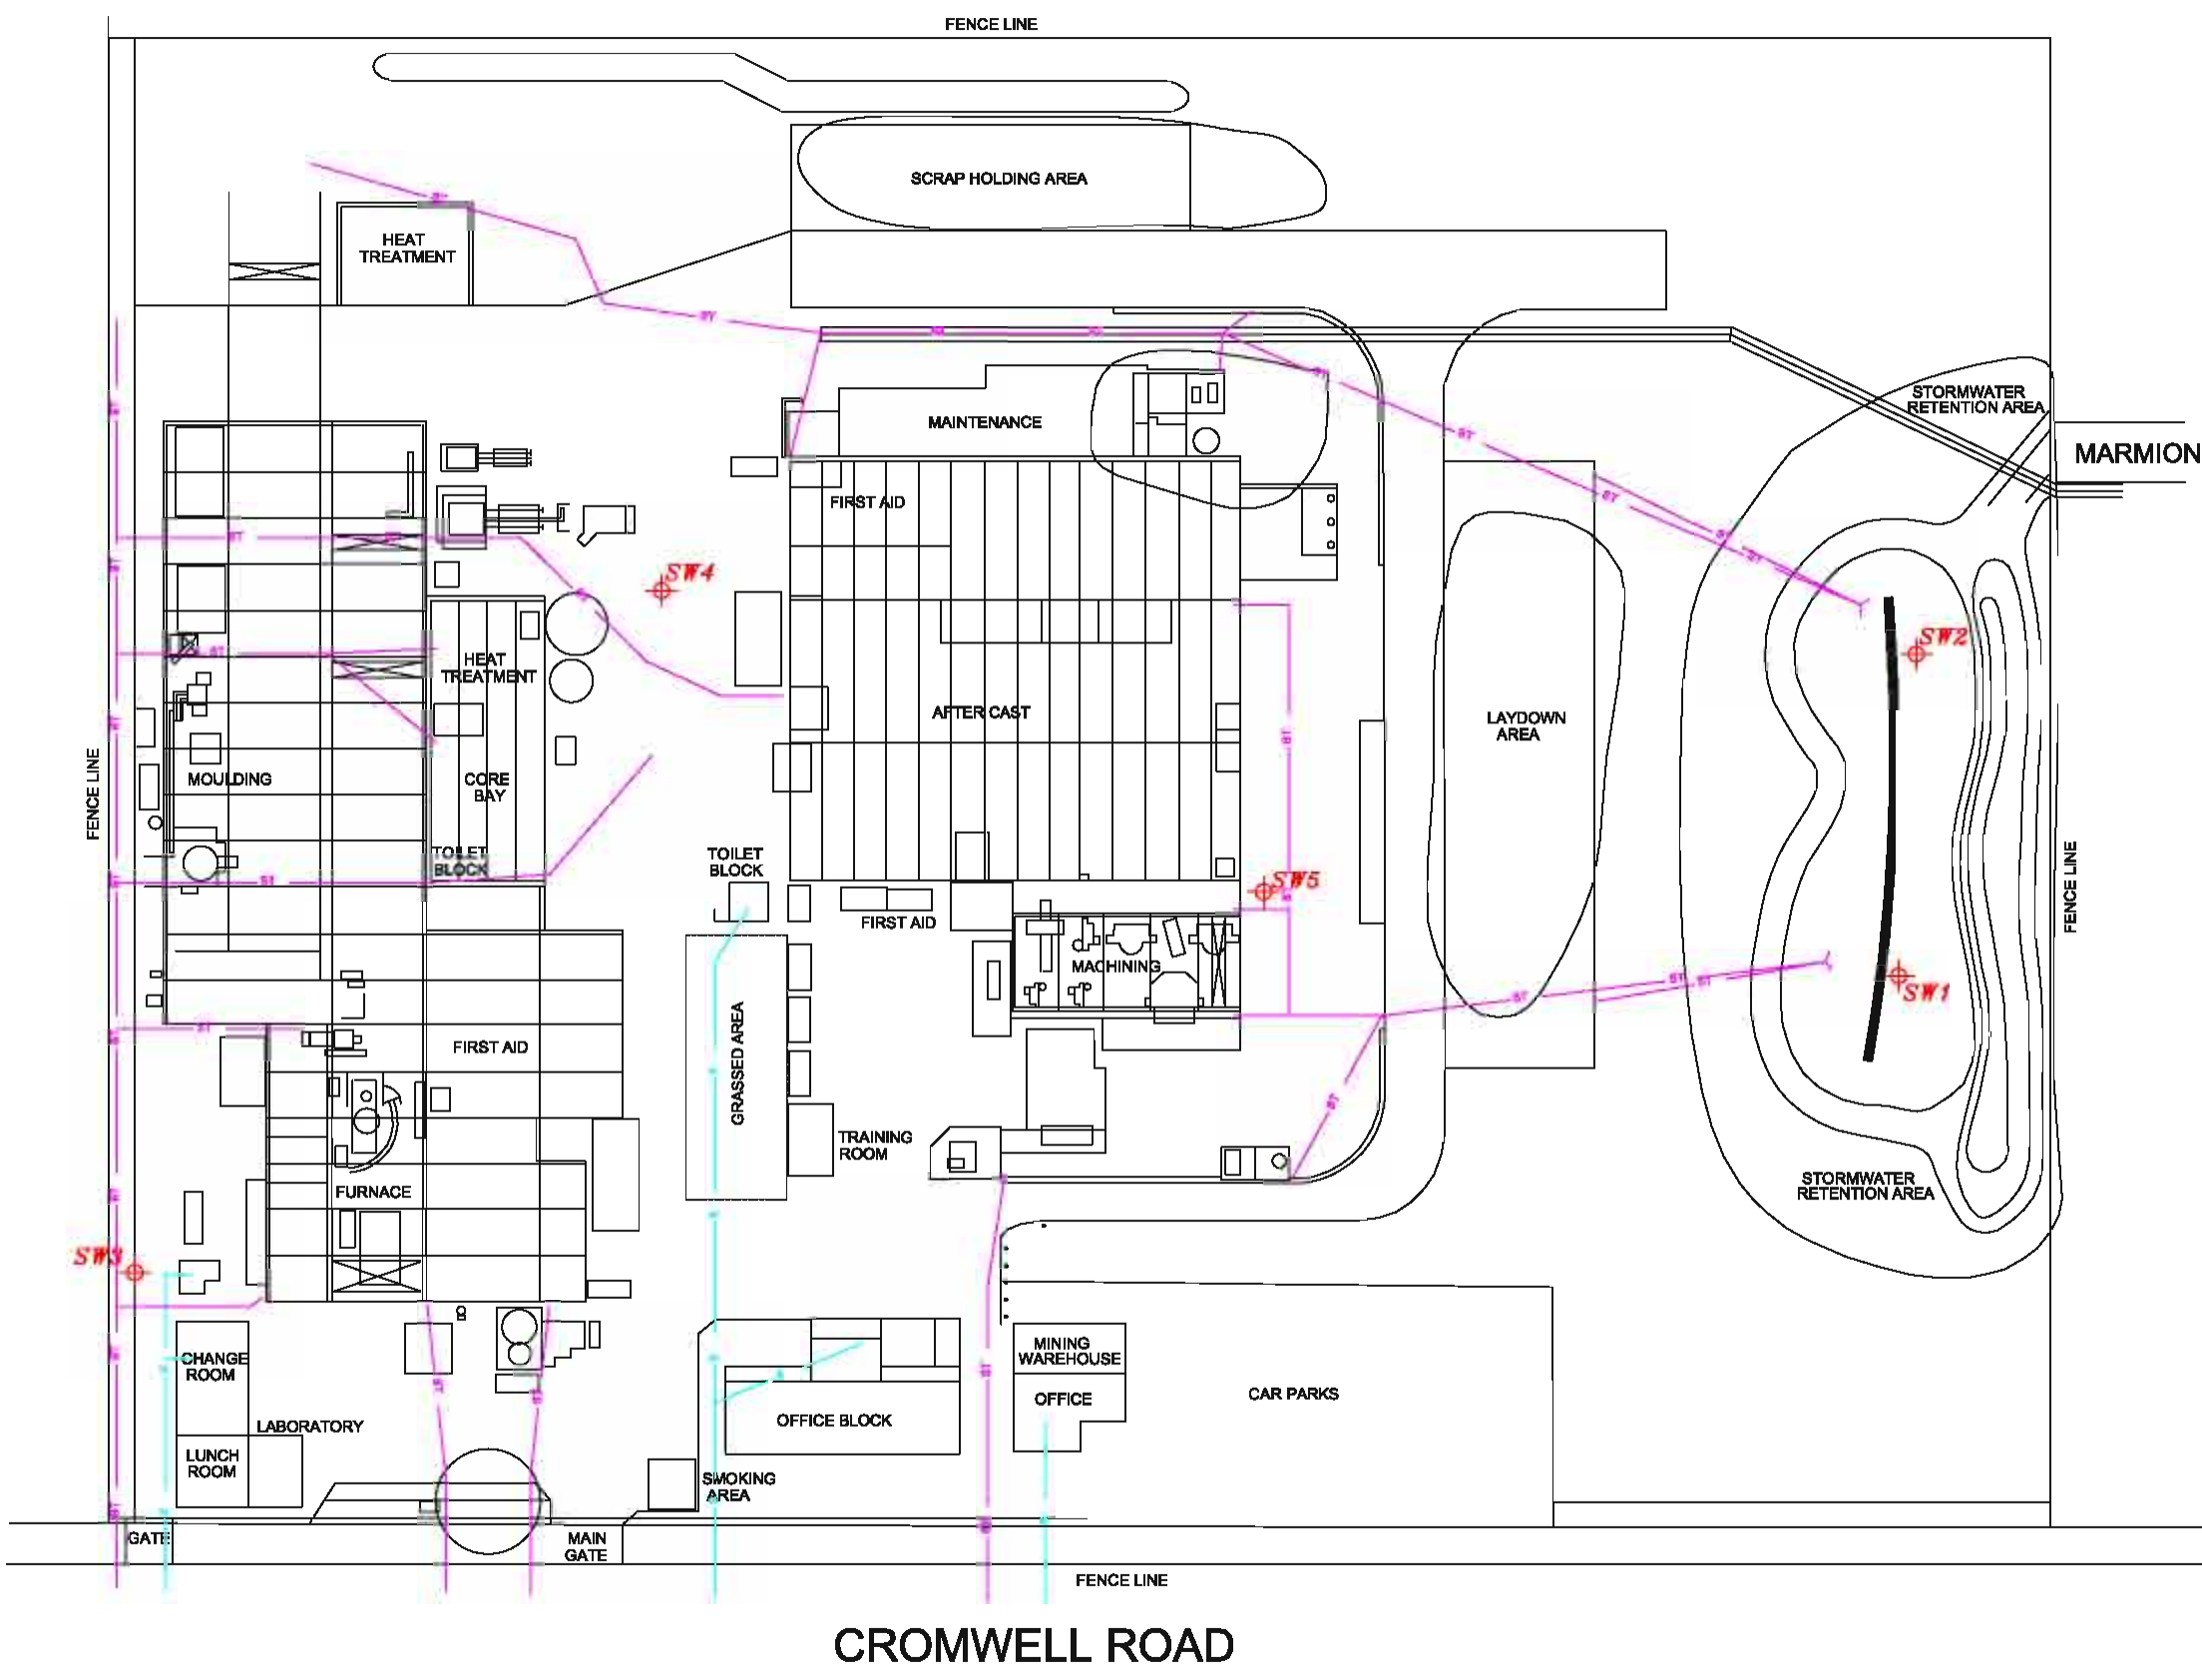 FENCE LINE
SCRAP HOLDING AREA
HEAT
TREATMENT
STORMWATER
RETENTION AREA
MAINTENANCE
MARMION
FIRST AID
SW4
SW2
HEAT
TREATMENT
AFTER CAST
LAYDOWN
AREA
MOULDING
CORE
BAY
FENCE LINE
TOILET
BLOCK
TOILET
BLOCK
SW5
FIRST AID
FENCE LINE
MACHINING
SW1
FIRST AID
GRASSED AREA
TRAINING
ROOM
FURNACE
STORMWATER
RETENTION AREA
SW3
CHANGE
ROOM
MINING
WAREHOUSE
OFFICE
CAR PARKS
LABORATORY
OFFICE BLOCK
LUNCH
ROOM
SMOKING
AREA
GATE
MAIN
GATE
FENCE LINE
CROMWELL ROAD